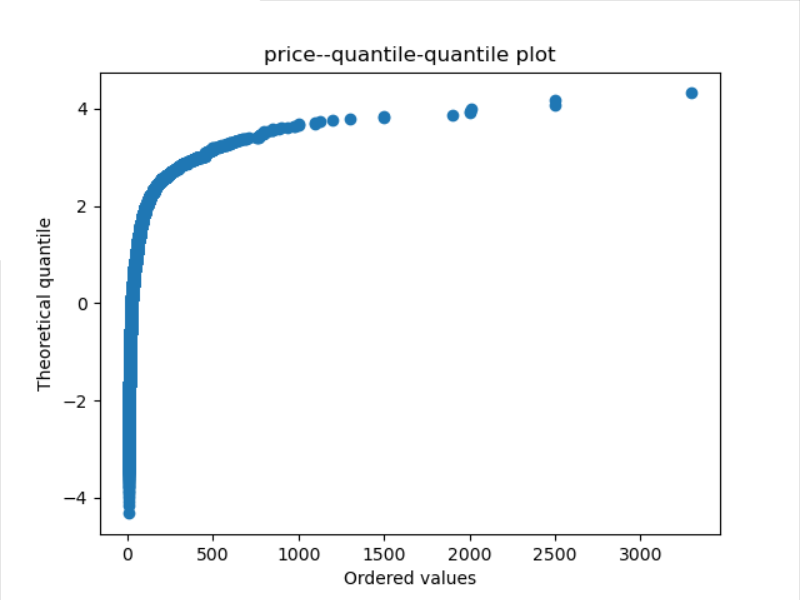 price--quantile-quantile plot
4
2
0
−2
−4
Theoretical quantile
0 500 1000 1500 2000 2500 3000
Ordered values